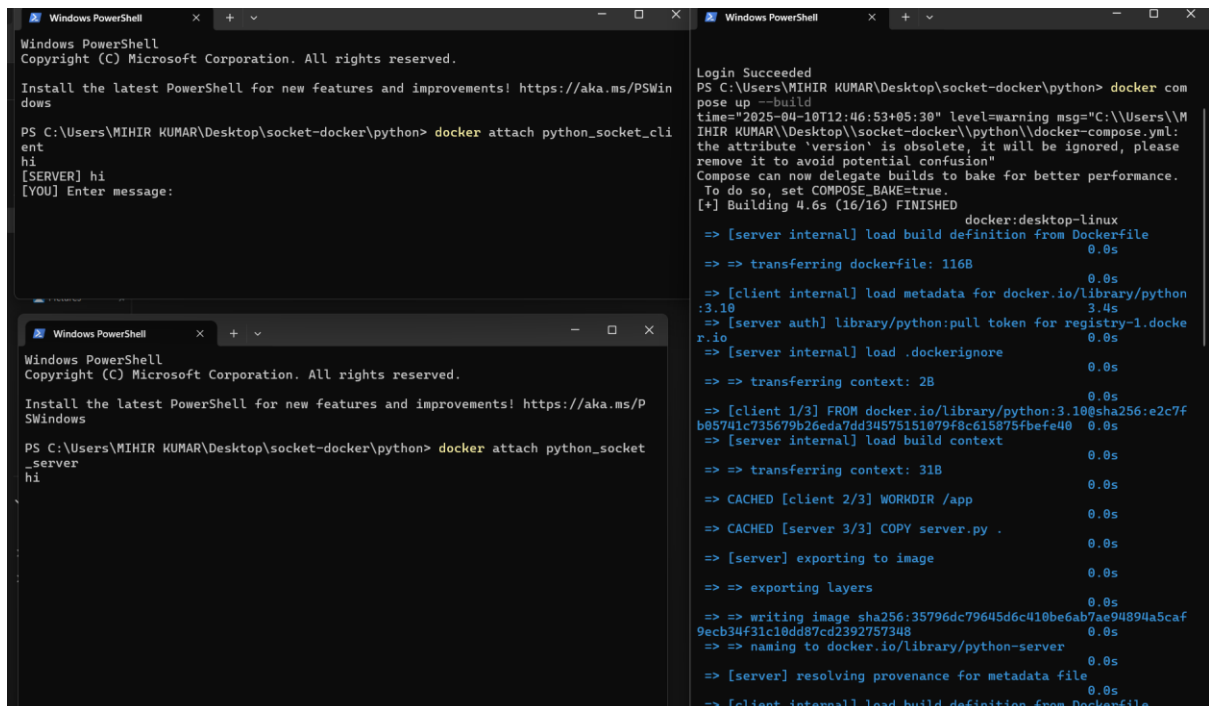 Windows PowerShell
Windows PowerShell
Copyright (C) Microsoft Corporation. All rights reserved.
Install the latest PowerShell for new features and improvements! https://aka.ms/PSWin
dows
PS C:\Users\MIHIR KUMAR\Desktop\socket-docker\python> docker attach python_socket_cli
ent
hi
[SERVER] hi
[YOU] Enter message:
Windows PowerShell
Windows PowerShell
Copyright (C) Microsoft Corporation. All rights reserved.
Install the latest PowerShell for new features and improvements! https://aka.ms/P
SWindows
PS C:\Users\MIHIR KUMAR\Desktop\socket-docker\python> docker attach python_socket
_server
hi
Windows PowerShell
Login Succeeded
PS C:\Users\MIHIR KUMAR\Desktop\socket-docker\python> docker com
pose up --build
time="2025-04-10T12:46:53+05:30" level=warning msg="C:\\Users\\M
IHIR KUMAR\\Desktop\\socket-docker\\python\\docker-compose.yml:
the attribute `version` is obsolete, it will be ignored, please
remove it to avoid potential confusion"
Compose can now delegate builds to bake for better performance.
To do so, set COMPOSE_BAKE=true.
[+] Building 4.6s (16/16) FINISHED
docker:desktop-linux
=> [server internal] load build definition from Dockerfile
0.0s
=> => transferring dockerfile: 116B
0.0s
=> [client internal] load metadata for docker.io/library/python
:3.10 3.4s
=> [server auth] library/python:pull token for registry-1.docke
r.io 0.0s
=> [server internal] load .dockerignore
0.0s
=> => transferring context: 2B
0.0s
=> [client 1/3] FROM docker.io/library/python:3.10@sha256:e2c7f
b05741c735679b26eda7dd34575151079f8c615875fbefe40 0.0s
=> [server internal] load build context
0.0s
=> => transferring context: 31B
0.0s
=> CACHED [client 2/3] WORKDIR /app
0.0s
=> CACHED [server 3/3] COPY server.py .
0.0s
=> [server] exporting to image
0.0s
=> => exporting layers
0.0s
=> => writing image sha256:35796dc79645d6c410be6ab7ae94894a5caf
9ecb34f31c10dd87cd2392757348 0.0s
=> => naming to docker.io/library/python-server
0.0s
=> [server] resolving provenance for metadata file
0.0s
=> [client internal] load build definition from Dockerfile